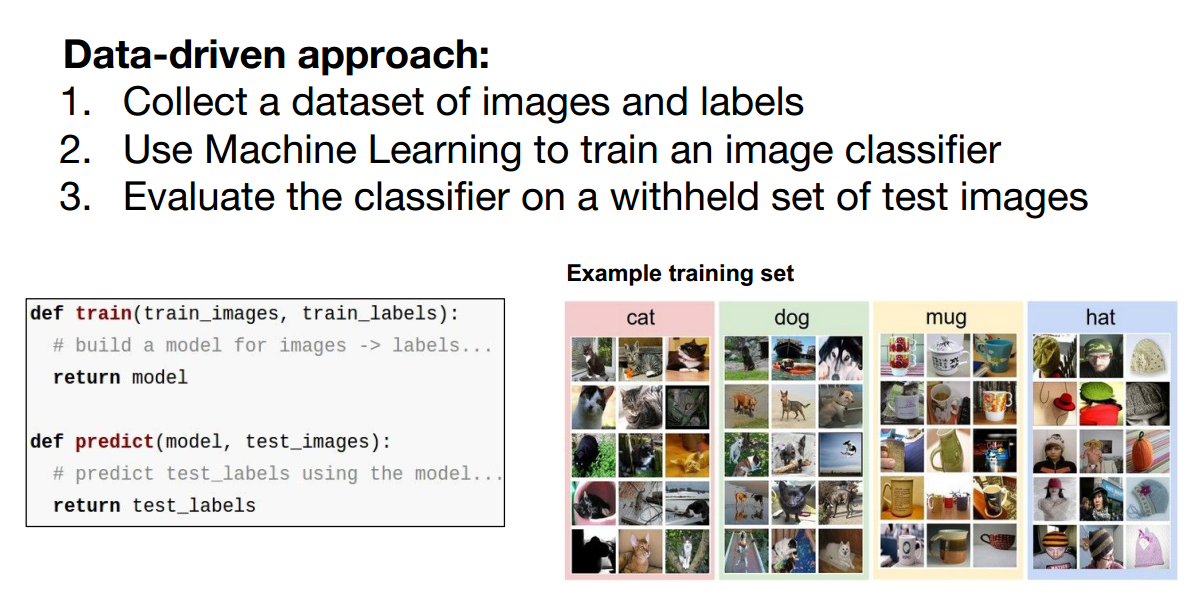 Data-driven approach:
1. Collect a dataset of images and labels
2. Use Machine Learning to train an image classifier
3. Evaluate the classifier on a withheld set of test images
def train(train_images, train_labels):
# build a model for images -> labels...
return model
def predict(model, test_images):
# predict test_labels using the model...
return test_labels
Example training set
cat dog mug hat